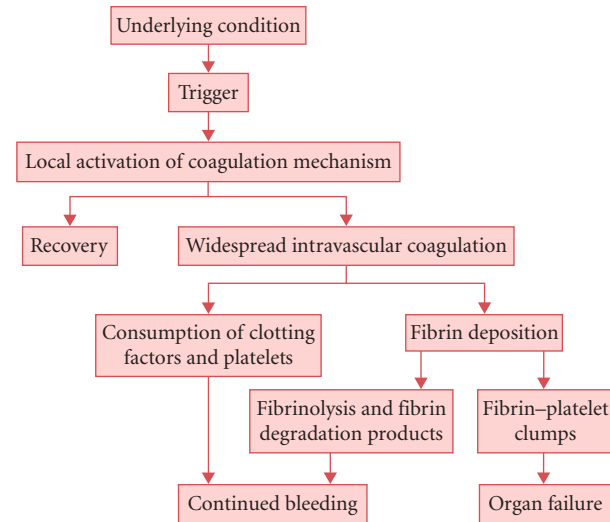 Underlying condition
Trigger
Local activation of coagulation mechanism
Recovery
Widespread intravascular coagulation
Consumption of clotting
factors and platelets
Fibrin deposition
Fibrinolysis and fibrin
degradation products
Fibrin–platelet
clumps
Continued bleeding
Organ failure